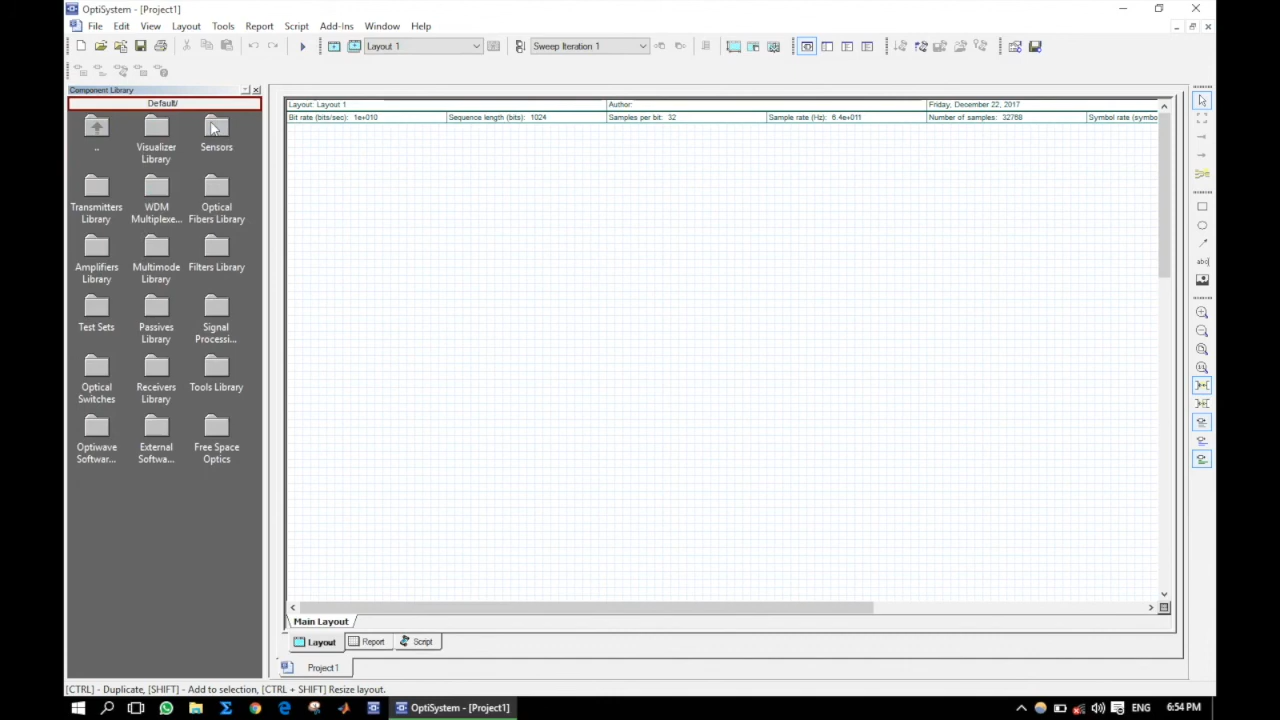 OptiSystem - [Project1]
File Edit View Layout Tools Report Script Add-Ins Window Help
Layout 1
Sweep Iteration 1
Component Library
Default/
..
Visualizer Library
Sensors
Transmitters Library
WDM Multiplexe...
Optical Fibers Library
Amplifiers Library
Multimode Library
Filters Library
Test Sets
Passives Library
Signal Processi...
Optical Switches
Receivers Library
Tools Library
Optiwave Softwar...
External Softwa...
Free Space Optics
Layout: Layout 1 Author: Friday, December 22, 2017
Bit rate (bits/sec): 1e+010 Sequence length (bits): 1024 Samples per bit: 32 Sample rate (Hz): 6.4e+011 Number of samples: 32768 Symbol rate (symbo
abc
1:1
Main Layout
Layout Report Script
Project1
[CTRL] - Duplicate, [SHIFT] - Add to selection, [CTRL + SHIFT] Resize layout.
OptiSystem - [Project1] ENG 6:54 PM